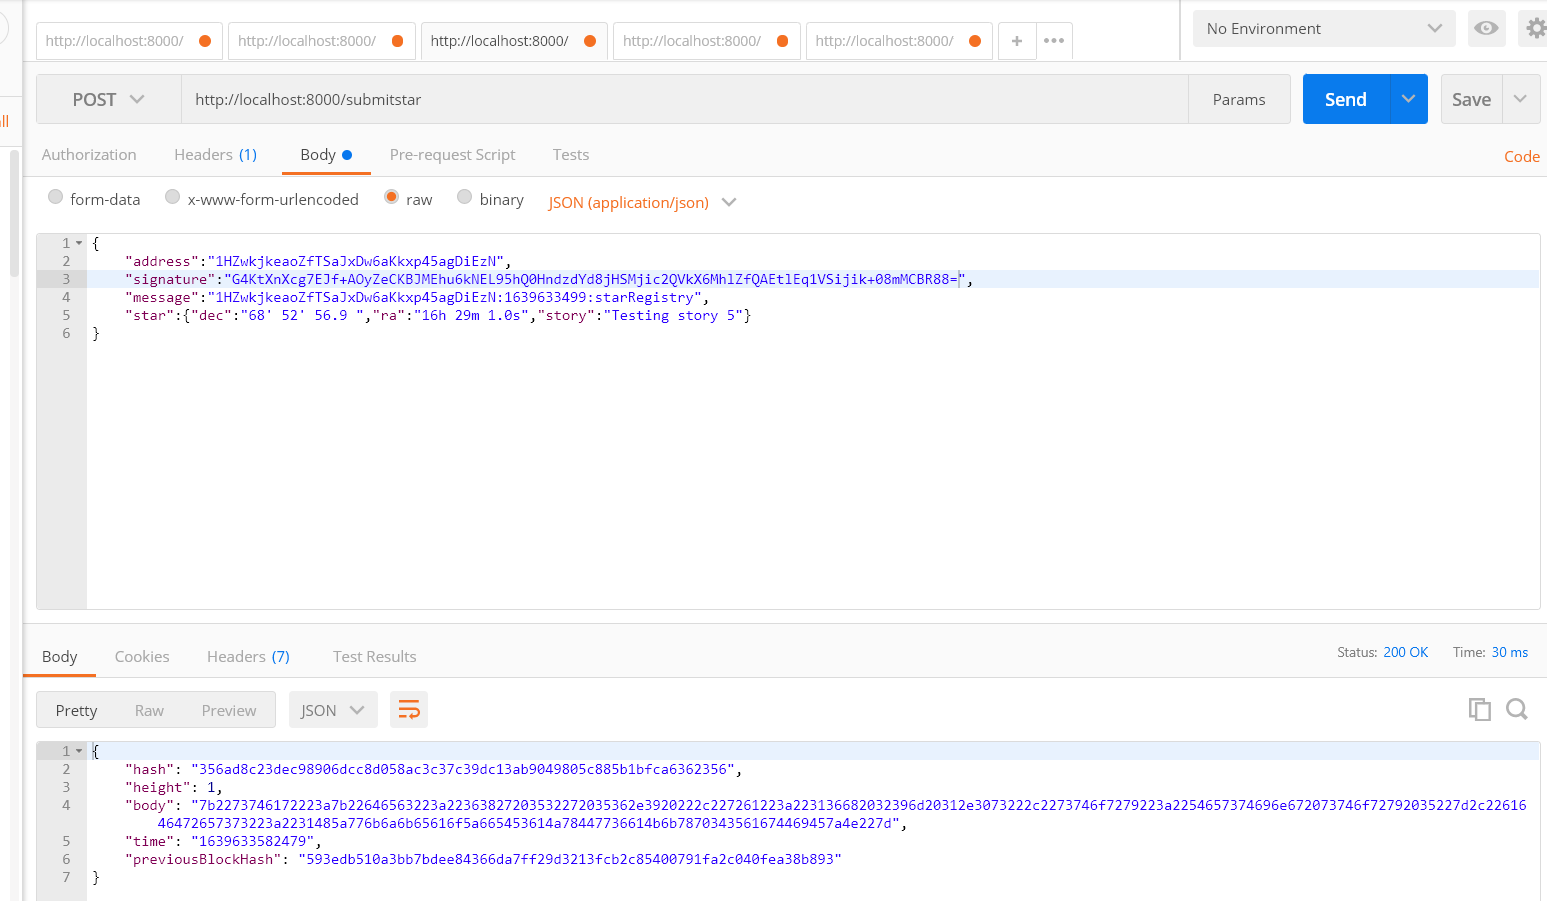 http://localhost:8000/ http://localhost:8000/ http://localhost:8000/ http://localhost:8000/ http://localhost:8000/ + ••• No Environment
POST http://localhost:8000/submitstar Params Send Save
ll
Authorization Headers (1) Body Pre-request Script Tests Code
form-data x-www-form-urlencoded raw binary JSON (application/json)
1 {
2 "address":"1HZwkjkeaoZfTSaJxDw6aKkxp45agDiEzN",
3 "signature":"G4KtXnXcg7EJf+AOyZeCKBJMEhu6kNEL95hQ0HndzdYd8jHSMjic2QVkX6MhlZfQAEtlEq1VSijik+08mMCBR88=",
4 "message":"1HZwkjkeaoZfTSaJxDw6aKkxp45agDiEzN:1639633499:starRegistry",
5 "star":{"dec":"68' 52' 56.9 ","ra":"16h 29m 1.0s","story":"Testing story 5"}
6 }
Body Cookies Headers (7) Test Results Status: 200 OK Time: 30 ms
Pretty Raw Preview JSON
1 {
2 "hash": "356ad8c23dec98906dcc8d058ac3c37c39dc13ab9049805c885b1bfca6362356",
3 "height": 1,
4 "body": "7b2273746172223a7b22646563223a22363827203532272035362e3920222c227261223a223136682032396d20312e3073222c2273746f7279223a2254657374696e672073746f72792035227d2c22616
46472657373223a2231485a776b6a6b65616f5a665453614a78447736614b6b7870343561674469457a4e227d",
5 "time": "1639633582479",
6 "previousBlockHash": "593edb510a3bb7bdee84366da7ff29d3213fcb2c85400791fa2c040fea38b893"
7 }